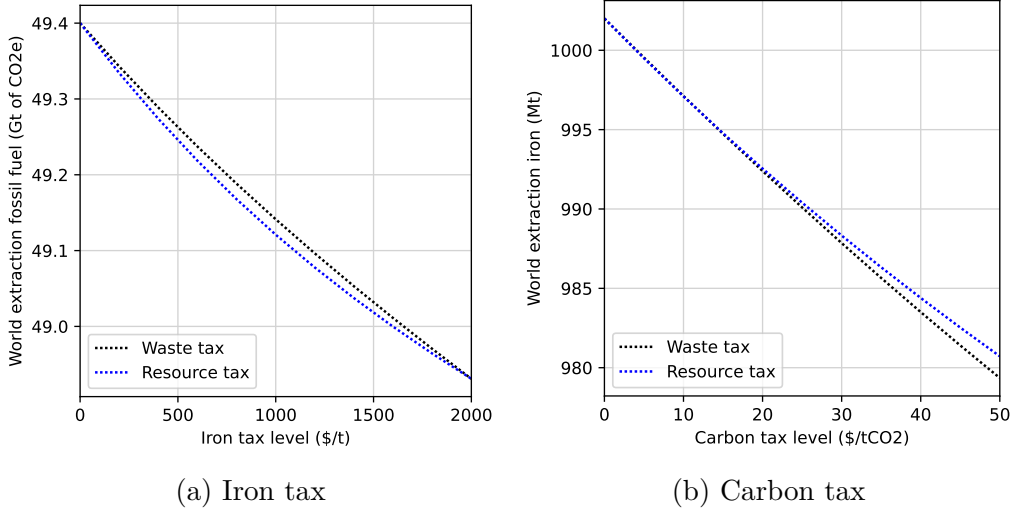 World extraction fossil fuel (Gt of CO2e)
49.4
49.3
49.2
49.1
49.0
Waste tax
Resource tax
0 500 1000 1500 2000
Iron tax level ($/t)
(a) Iron tax
World extraction iron (Mt)
1000
995
990
985
980
Waste tax
Resource tax
0 10 20 30 40 50
Carbon tax level ($/tCO2)
(b) Carbon tax